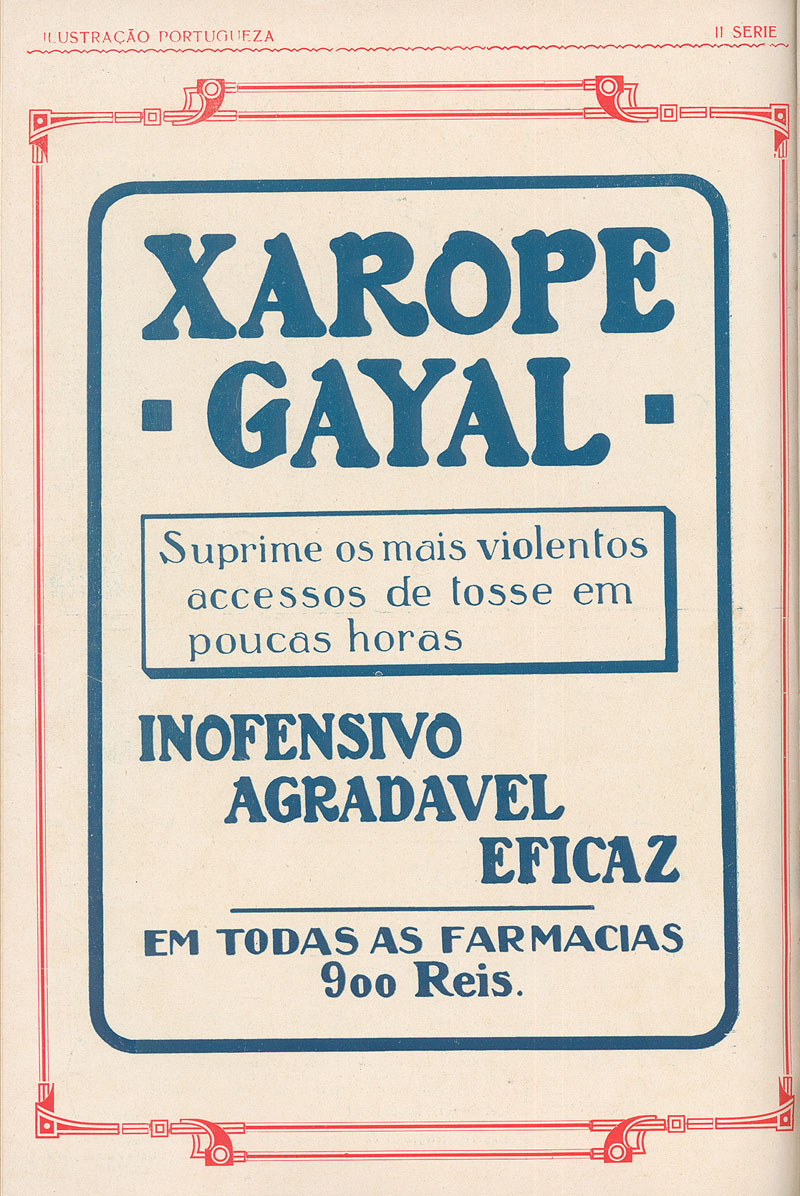 ILUSTRAÇÃO PORTUGUEZA
II SERIE
XAROPE
GAYAL
Suprime os mais violentos
accessos de tosse em
poucas horas
INOFENSIVO
AGRADAVEL
EFICAZ
EM TODAS AS FARMACIAS
900 Reis.